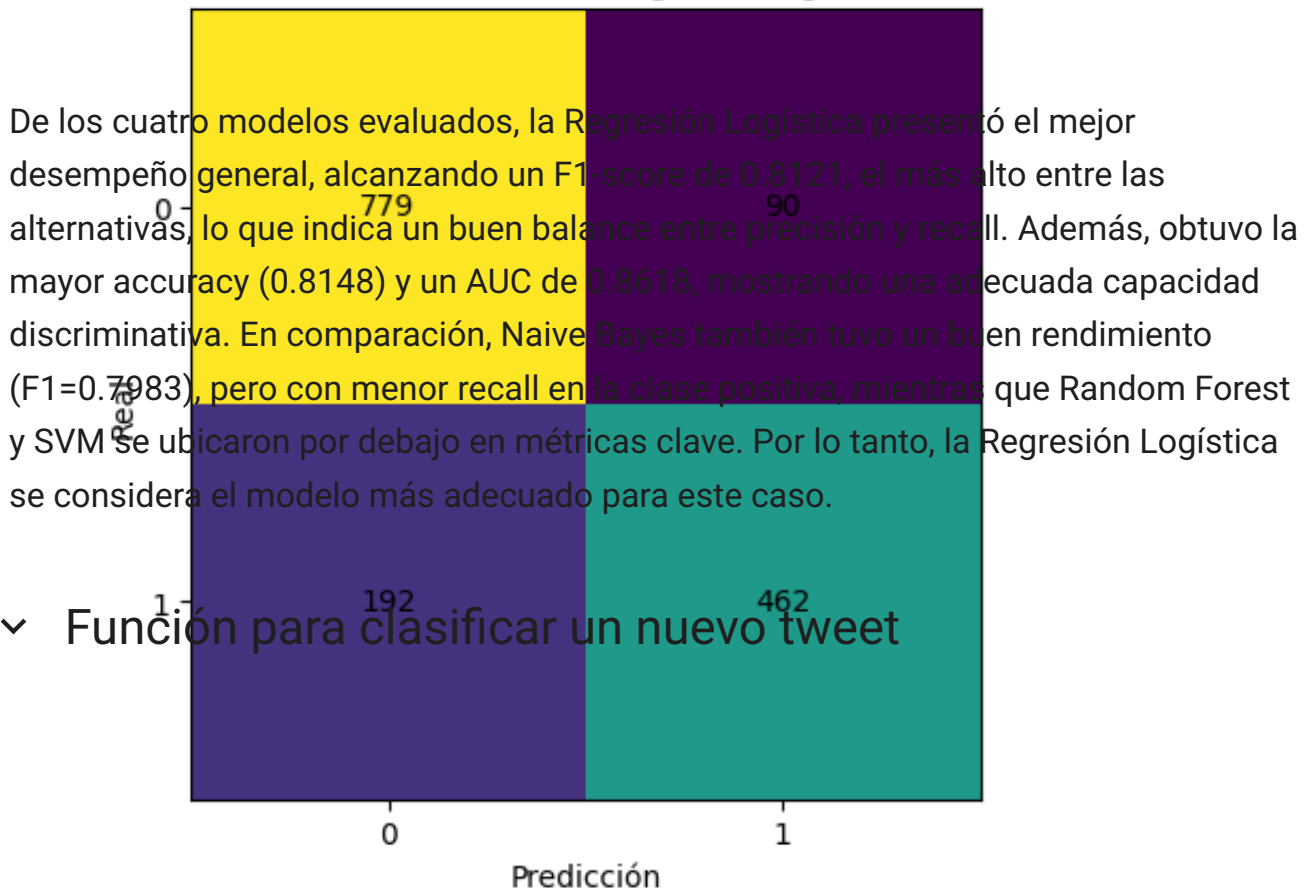 De los cuatro modelos evaluados, la Regresión Logística presentó el mejor
desempeño general, alcanzando un F1-score de 0.8121, el más alto entre las
alternativas, lo que indica un buen balance entre precisión y recall. Además, obtuvo la
mayor accuracy (0.8148) y un AUC de 0.8618, mostrando una adecuada capacidad
discriminativa. En comparación, Naive Bayes también tuvo un buen rendimiento
(F1=0.7983), pero con menor recall en la clase positiva, mientras que Random Forest
y SVM se ubicaron por debajo en métricas clave. Por lo tanto, la Regresión Logística
se considera el modelo más adecuado para este caso.
0
779
90
Real
1
192
462
Función para clasificar un nuevo tweet
0
1
Predicción